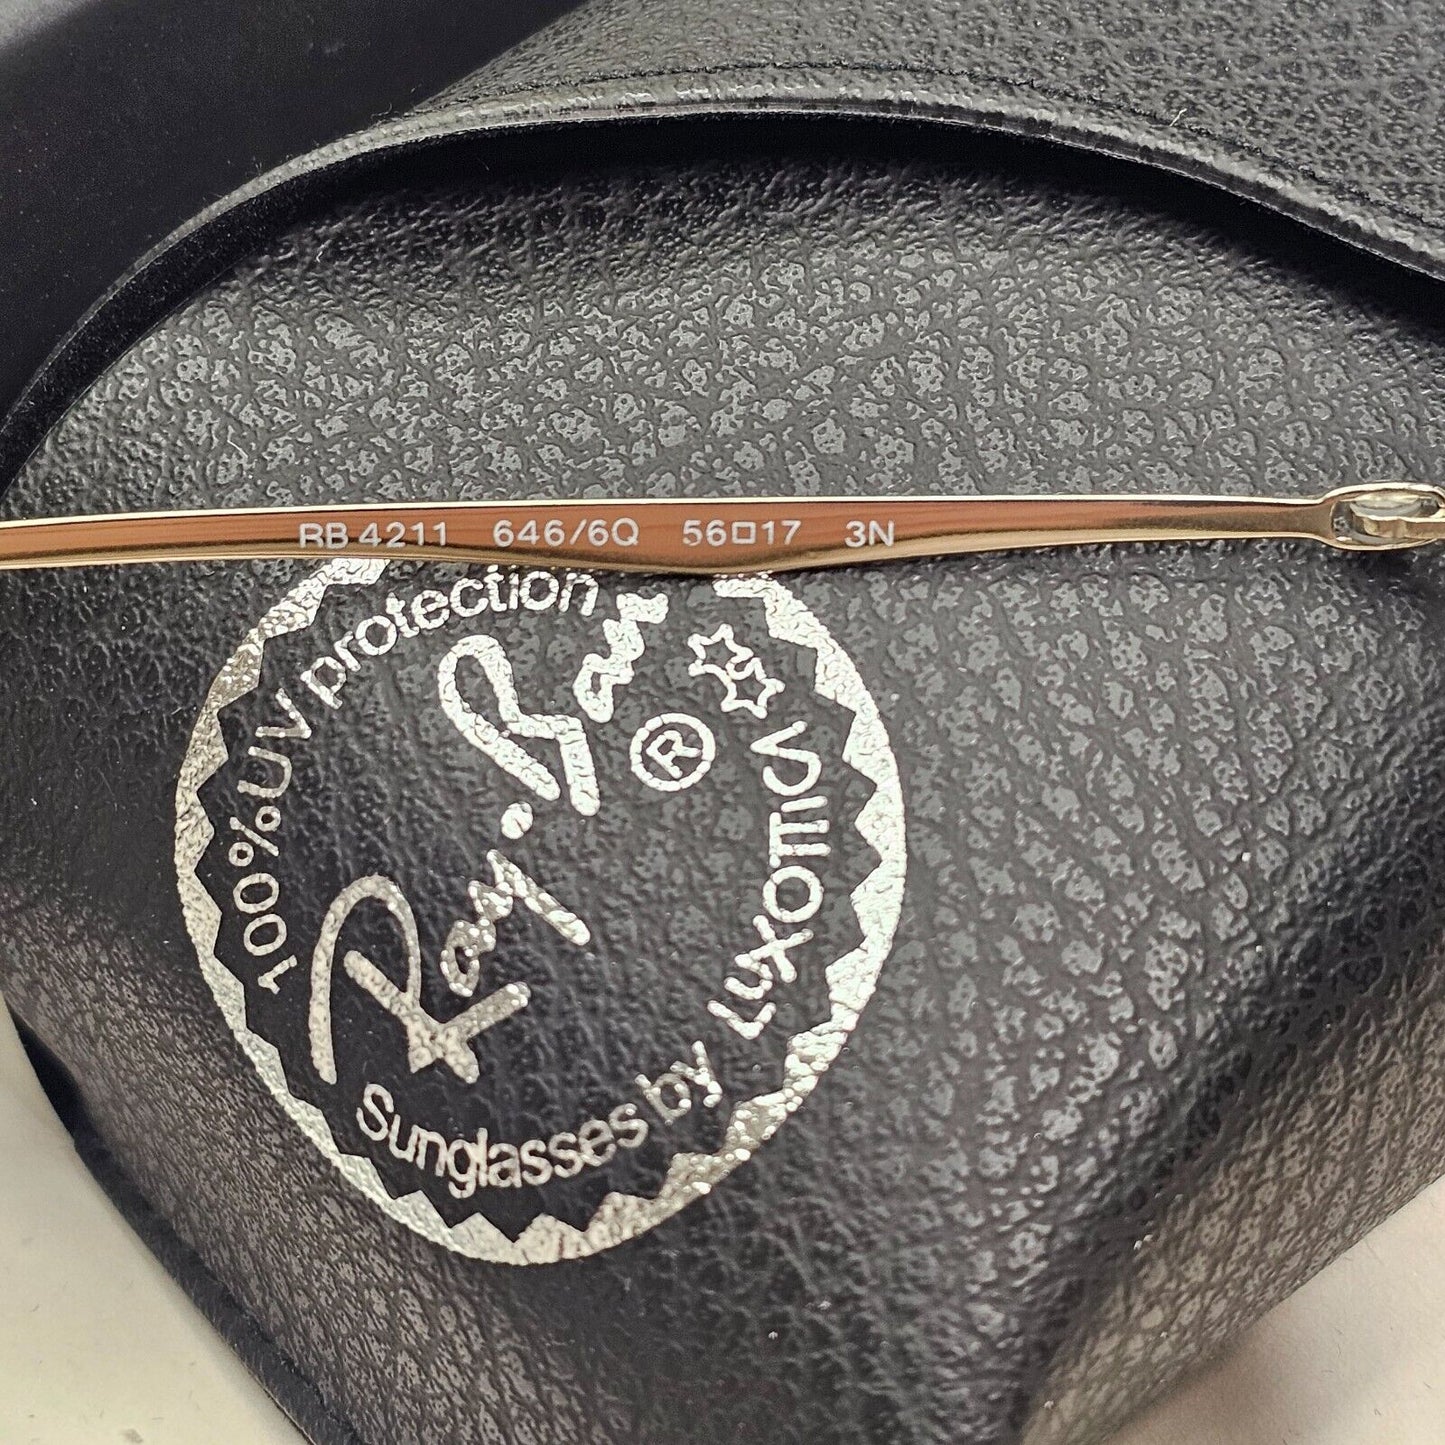 RB 4211 646/6Q 56□17 3N
100% UV protection
Ray-Ban ®
Sunglasses by LUXOTTICA